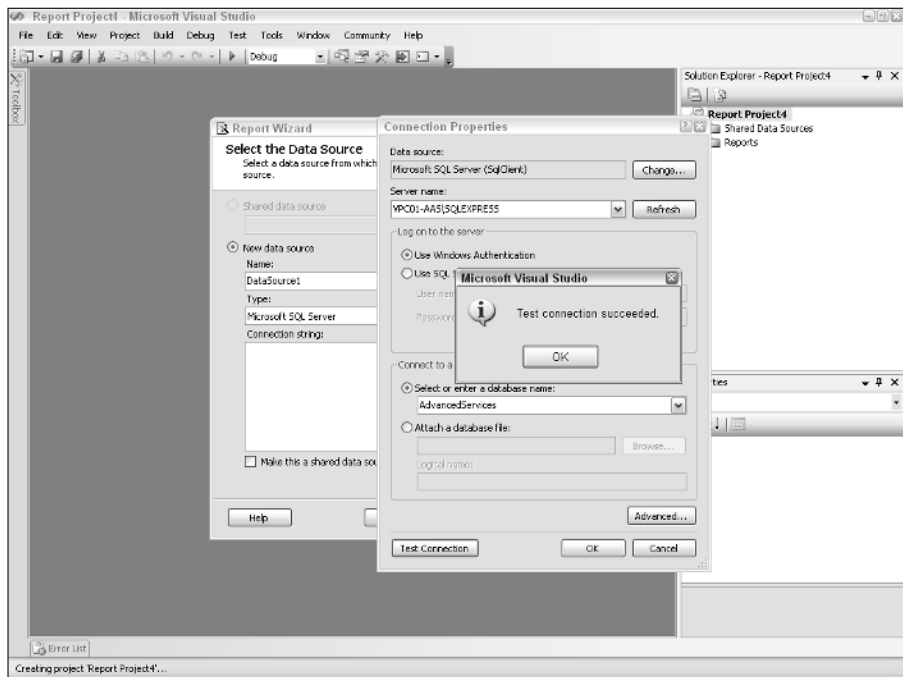 Report Project4 - Microsoft Visual Studio
File Edit View Project Build Debug Test Tools Window Community Help
Debug
Toolbox
Solution Explorer - Report Project4
Report Project4
Shared Data Sources
Reports
Report Wizard
Select the Data Source
Select a data source from which
source.
Shared data source
New data source
Name:
DataSource1
Type:
Microsoft SQL Server
Connection string:
Make this a shared data sou
Help
Connection Properties
Data source:
Microsoft SQL Server (SqlClient)
Change...
Server name:
VPC01-AAS\SQLEXPRESS
Refresh
Log on to the server
Use Windows Authentication
Use SQL S
User nam
Password
Microsoft Visual Studio
Test connection succeeded.
OK
Connect to a
Select or enter a database name:
AdvancedServices
Attach a database file:
Browse...
Logical name:
Advanced...
Test Connection
OK
Cancel
ties
Error List
Creating project 'Report Project4'...